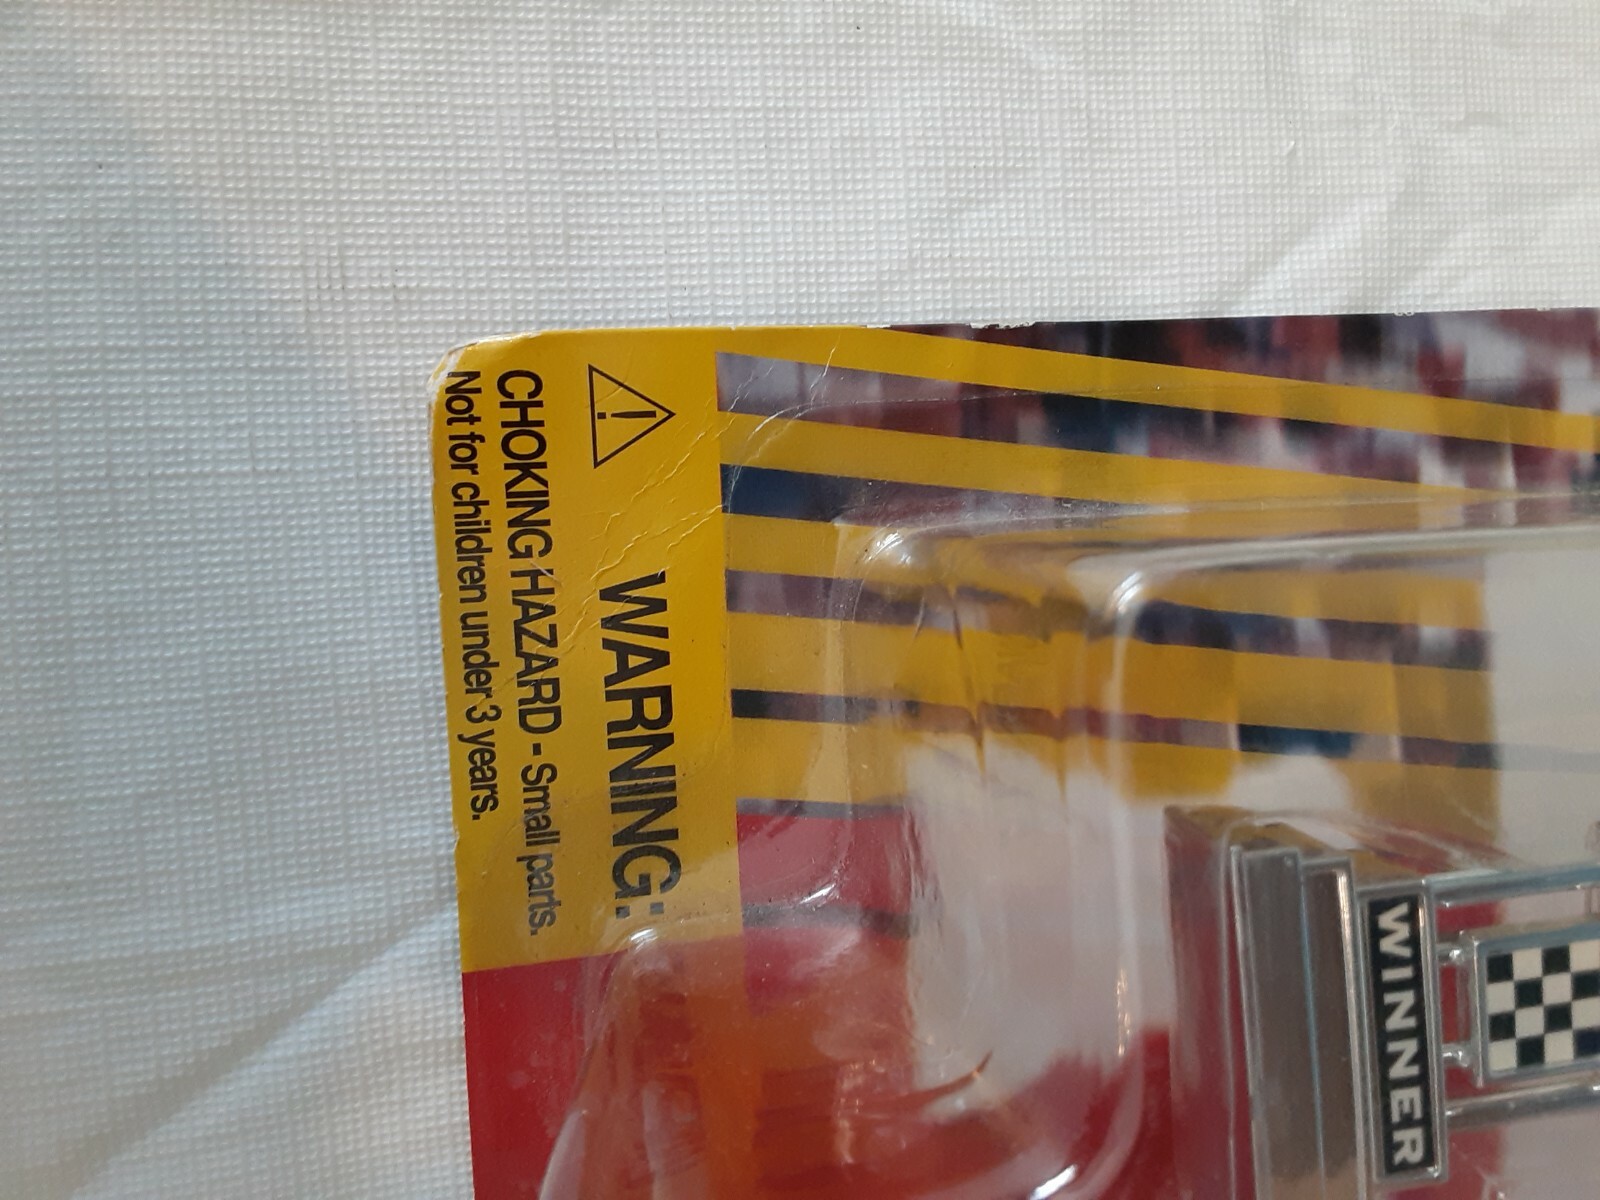 WARNING:
CHOKING HAZARD - Small parts.
Not for children under 3 years.
WINNER